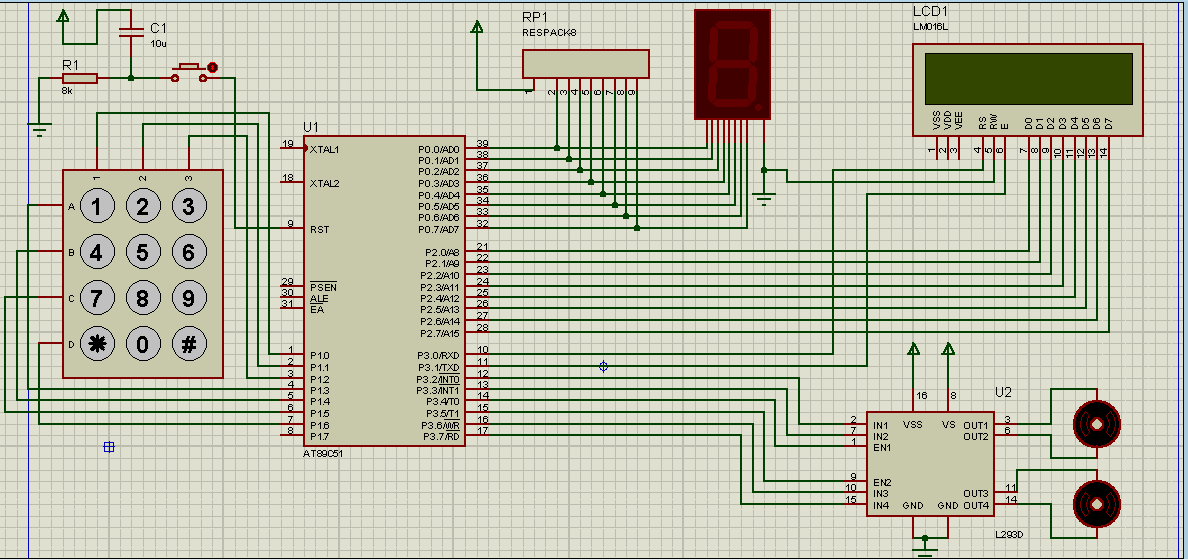 C1
10u
R1
8k
RP1
RESPACK-8
1 2 3 4 5 6 7 8 9
LCD1
LM016L
VSS VDD VEE RS RW E D0 D1 D2 D3 D4 D5 D6 D7
1 2 3 4 5 6 7 8 9 10 11 12 13 14
1 2 3
A 1 2 3
B 4 5 6
C 7 8 9
D * 0 #
U1
19 XTAL1
18 XTAL2
9 RST
29 PSEN
30 ALE
31 EA
1 P1.0
2 P1.1
3 P1.2
4 P1.3
5 P1.4
6 P1.5
7 P1.6
8 P1.7
P0.0/AD0 39
P0.1/AD1 38
P0.2/AD2 37
P0.3/AD3 36
P0.4/AD4 35
P0.5/AD5 34
P0.6/AD6 33
P0.7/AD7 32
P2.0/A8 21
P2.1/A9 22
P2.2/A10 23
P2.3/A11 24
P2.4/A12 25
P2.5/A13 26
P2.6/A14 27
P2.7/A15 28
P3.0/RXD 10
P3.1/TXD 11
P3.2/INT0 12
P3.3/INT1 13
P3.4/T0 14
P3.5/T1 15
P3.6/WR 16
P3.7/RD 17
AT89C51
U2
16 8
2 IN1 VSS VS OUT1 3
7 IN2 OUT2 6
1 EN1
9 EN2
10 IN3 OUT3 11
15 IN4 GND GND OUT4 14
L293D